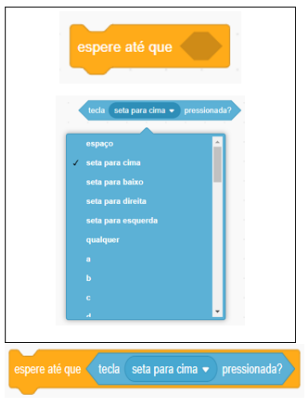 espere até que
tecla seta para cima pressionada?
espaço
✓ seta para cima
seta para baixo
seta para direita
seta para esquerda
qualquer
a
b
c
d
espere até que tecla seta para cima pressionada?